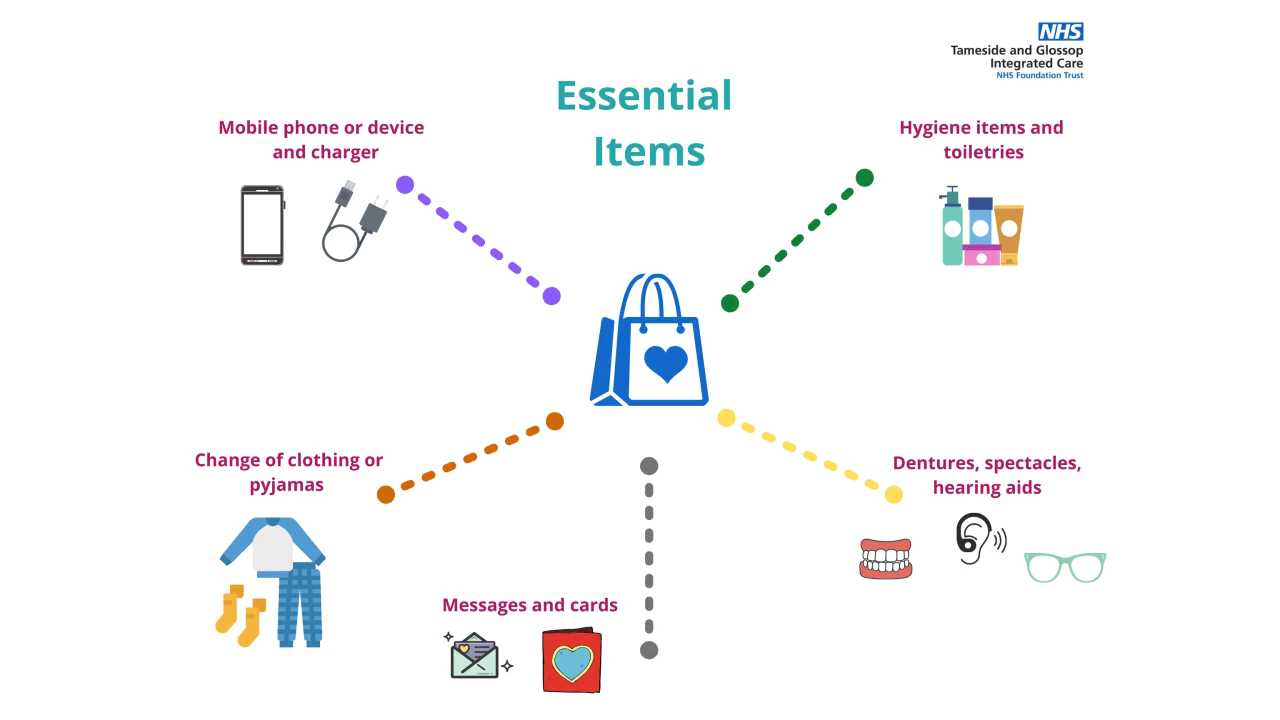 NHS
Tameside and Glossop
Integrated Care
NHS Foundation Trust
Essential
Items
Mobile phone or device
and charger
Hygiene items and
toiletries
Change of clothing or
pyjamas
Dentures, spectacles,
hearing aids
Messages and cards